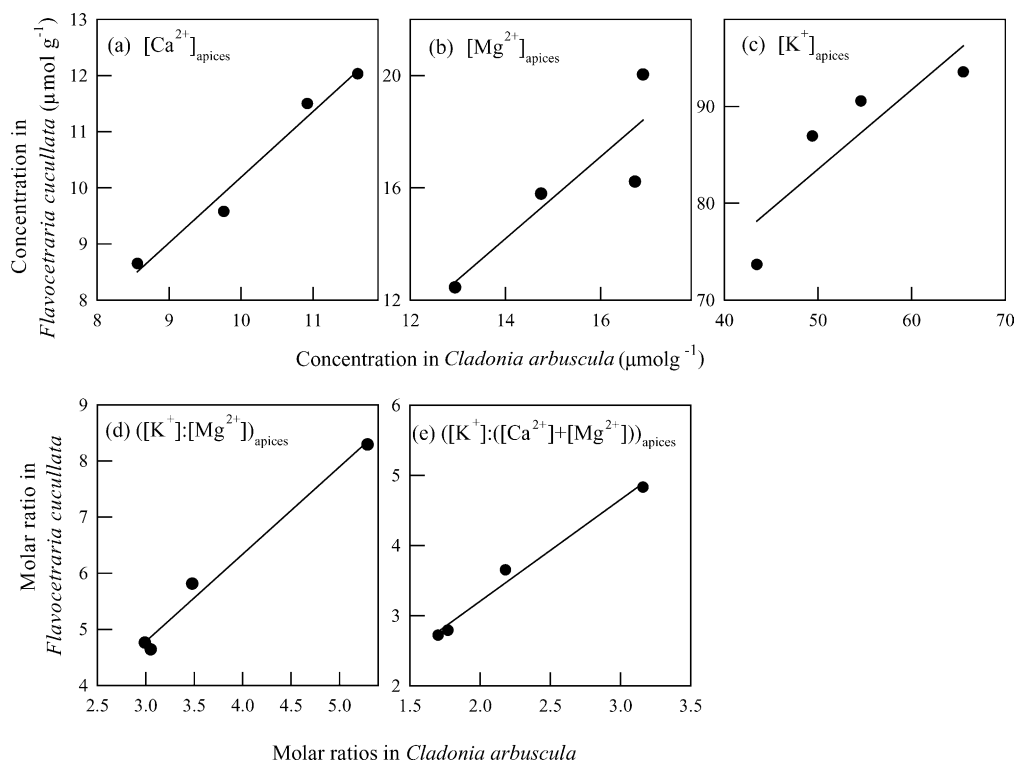 (a) [Ca²⁺]apices
(b) [Mg²⁺]apices
(c) [K⁺]apices
Concentration in
Flavocetraria cucullata (μmol g⁻¹)
13
12
11
10
9
8
8 9 10 11
20
16
12
12 14 16
90
80
70
40 50 60 70
Concentration in Cladonia arbuscula (μmolg⁻¹)
(d) ([K⁺]:[Mg²⁺])apices
(e) ([K⁺]:([Ca²⁺]+[Mg²⁺]))apices
Molar ratio in
Flavocetraria cucullata
9
8
7
6
5
4
2.5 3.0 3.5 4.0 4.5 5.0
6
5
4
3
2
1.5 2.0 2.5 3.0 3.5
Molar ratios in Cladonia arbuscula